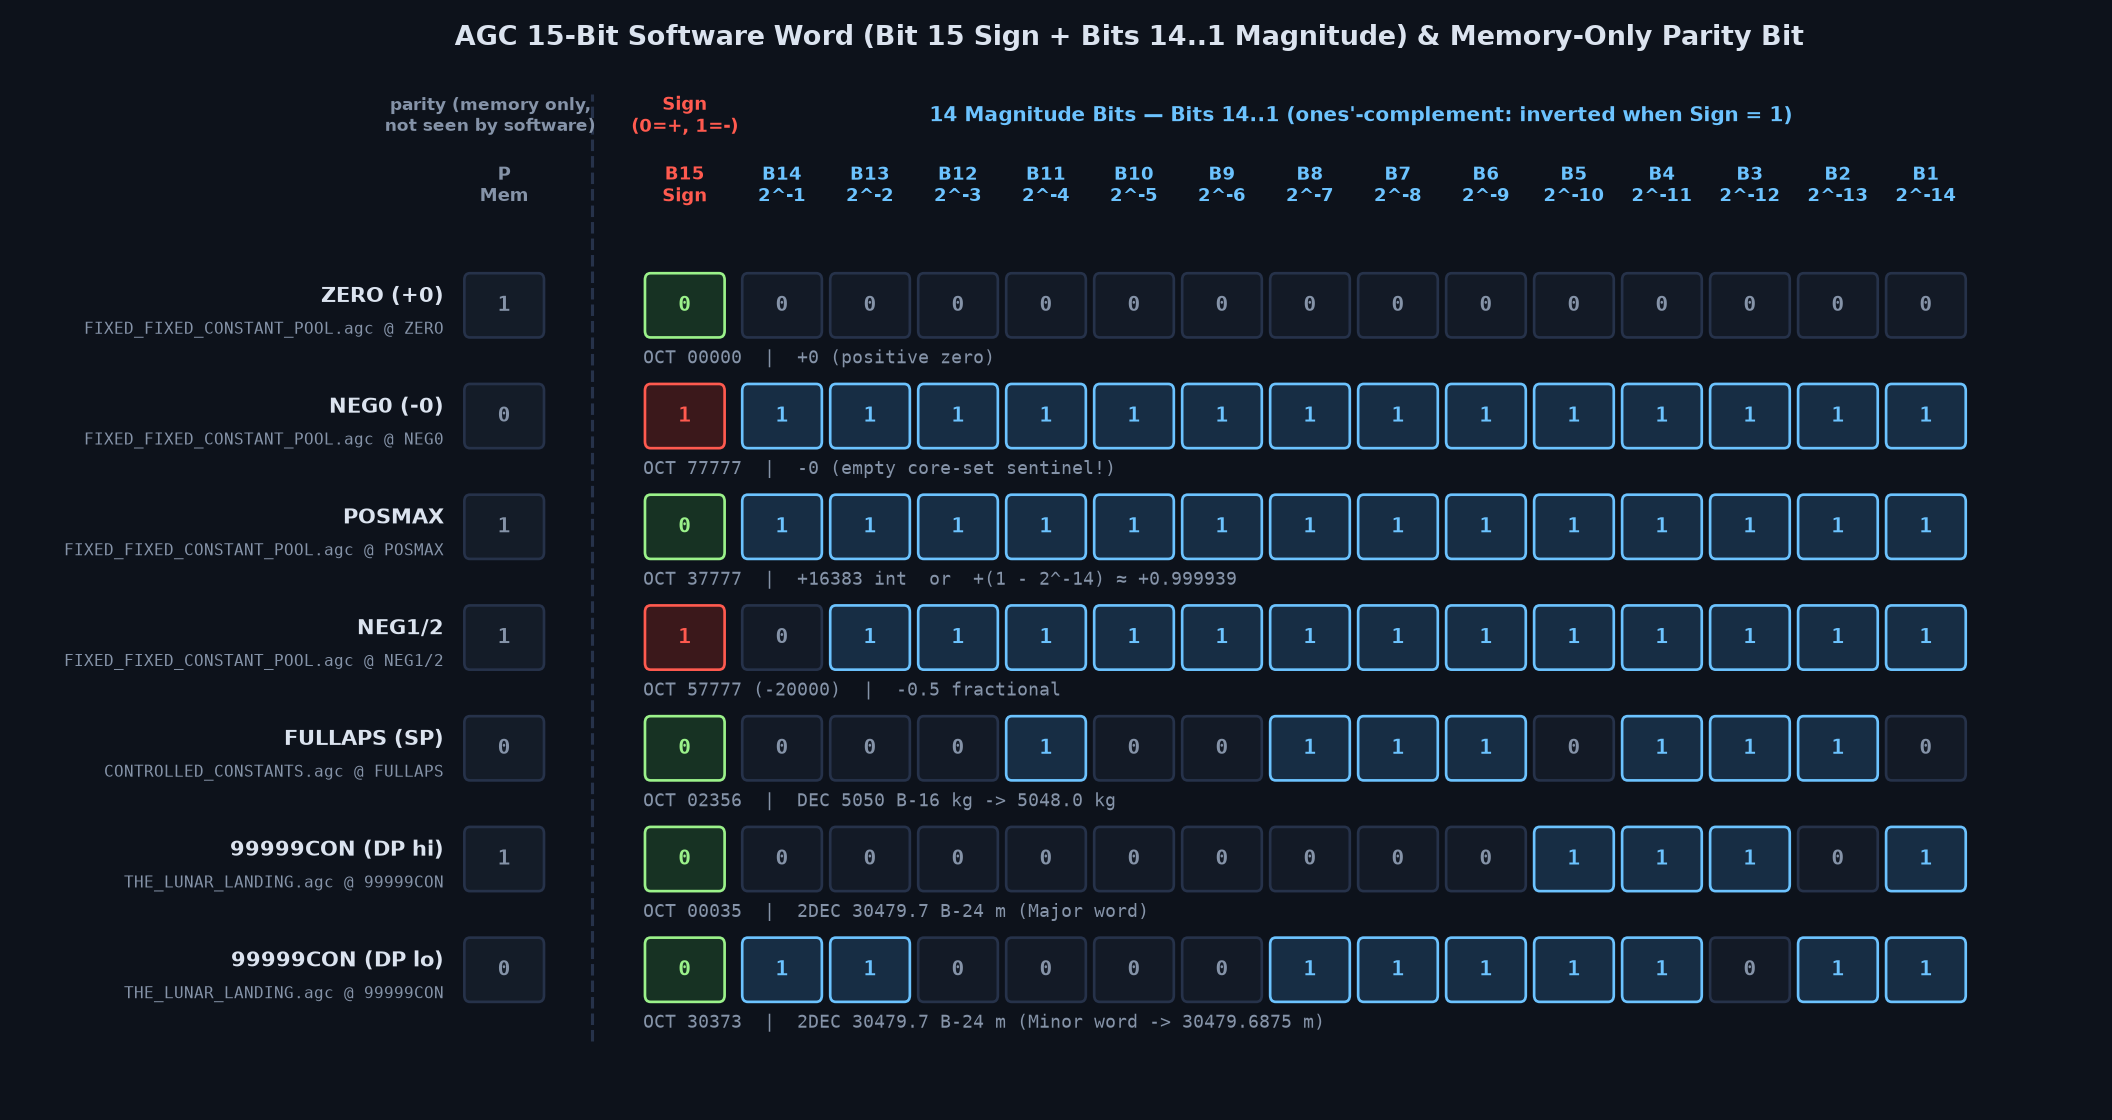 AGC 15-Bit Software Word (Bit 15 Sign + Bits 14..1 Magnitude) & Memory-Only Parity Bit
parity (memory only,
not seen by software)
Sign
(0=+, 1=-)
14 Magnitude Bits — Bits 14..1 (ones'-complement: inverted when Sign = 1)
P B15 B14 B13 B12 B11 B10 B9 B8 B7 B6 B5 B4 B3 B2 B1
Mem Sign 2^-1 2^-2 2^-3 2^-4 2^-5 2^-6 2^-7 2^-8 2^-9 2^-10 2^-11 2^-12 2^-13 2^-14
ZERO (+0)
FIXED_FIXED_CONSTANT_POOL.agc @ ZERO
1 0 0 0 0 0 0 0 0 0 0 0 0 0 0 0
OCT 00000 | +0 (positive zero)
NEG0 (-0)
FIXED_FIXED_CONSTANT_POOL.agc @ NEG0
0 1 1 1 1 1 1 1 1 1 1 1 1 1 1 1
OCT 77777 | -0 (empty core-set sentinel!)
POSMAX
FIXED_FIXED_CONSTANT_POOL.agc @ POSMAX
1 0 1 1 1 1 1 1 1 1 1 1 1 1 1 1
OCT 37777 | +16383 int or +(1 - 2^-14) ≈ +0.999939
NEG1/2
FIXED_FIXED_CONSTANT_POOL.agc @ NEG1/2
1 1 0 1 1 1 1 1 1 1 1 1 1 1 1 1
OCT 57777 (-20000) | -0.5 fractional
FULLAPS (SP)
CONTROLLED_CONSTANTS.agc @ FULLAPS
0 0 0 0 0 1 0 0 1 1 1 0 1 1 1 0
OCT 02356 | DEC 5050 B-16 kg -> 5048.0 kg
99999CON (DP hi)
THE_LUNAR_LANDING.agc @ 99999CON
1 0 0 0 0 0 0 0 0 0 0 1 1 1 0 1
OCT 00035 | 2DEC 30479.7 B-24 m (Major word)
99999CON (DP lo)
THE_LUNAR_LANDING.agc @ 99999CON
0 0 1 1 0 0 0 0 1 1 1 1 1 0 1 1
OCT 30373 | 2DEC 30479.7 B-24 m (Minor word -> 30479.6875 m)